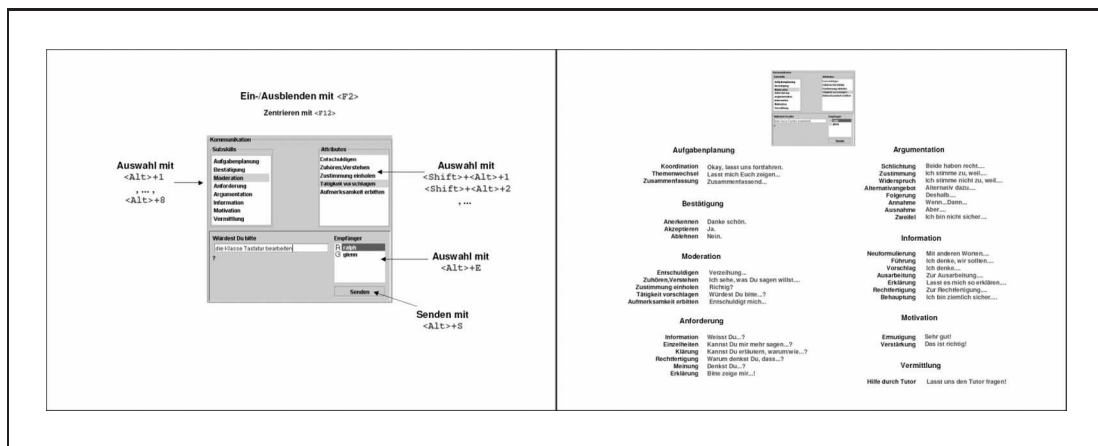 Ein-/Ausblenden mit <F2>
Zentrieren mit <F12>
Auswahl mit
<Alt>+1
, ... ,
<Alt>+8
Kommunikation
Subskills
Aufgabenplanung
Bestätigung
Moderation
Anforderung
Argumentation
Information
Motivation
Vermittlung
Attributes
Entschuldigen
Zuhören,Verstehen
Zustimmung einholen
Tätigkeit vorschlagen
Aufmerksamkeit erbitten
Auswahl mit
<Shift>+<Alt>+1
<Shift>+<Alt>+2
, ...
Würdest Du bitte
die Klasse Tastatur bearbeiten
?
Empfänger
R ralph
G glenn
Senden
Auswahl mit
<Alt>+E
Senden mit
<Alt>+S
Aufgabenplanung
Koordination Okay, lasst uns fortfahren.
Themenwechsel Lasst mich Euch zeigen...
Zusammenfassung Zusammenfassend...
Bestätigung
Anerkennen Danke schön.
Akzeptieren Ja.
Ablehnen Nein.
Moderation
Entschuldigen Verzeihung...
Zuhören,Verstehen Ich sehe, was Du sagen willst....
Zustimmung einholen Richtig?
Tätigkeit vorschlagen Würdest Du bitte...?
Aufmerksamkeit erbitten Entschuldigt mich...
Anforderung
Information Weisst Du...?
Einzelheiten Kannst Du mir mehr sagen...?
Klärung Kannst Du erläutern, warum/wie...?
Rechtfertigung Warum denkst Du, dass...?
Meinung Denkst Du...?
Erklärung Bitte zeige mir...!
Argumentation
Schlichtung Beide haben recht....
Zustimmung Ich stimme zu, weil....
Widerspruch Ich stimme nicht zu, weil....
Alternativangebot Alternativ dazu....
Folgerung Deshalb....
Annahme Wenn...Dann...
Ausnahme Aber....
Zweifel Ich bin nicht sicher....
Information
Neuformulierung Mit anderen Worten....
Führung Ich denke, wir sollten....
Vorschlag Ich denke....
Ausarbeitung Zur Ausarbeitung....
Erklärung Lasst es mich so erklären....
Rechtfertigung Zur Rechtfertigung....
Behauptung Ich bin ziemlich sicher....
Motivation
Ermutigung Sehr gut!
Verstärkung Das ist richtig!
Vermittlung
Hilfe durch Tutor Lasst uns den Tutor fragen!